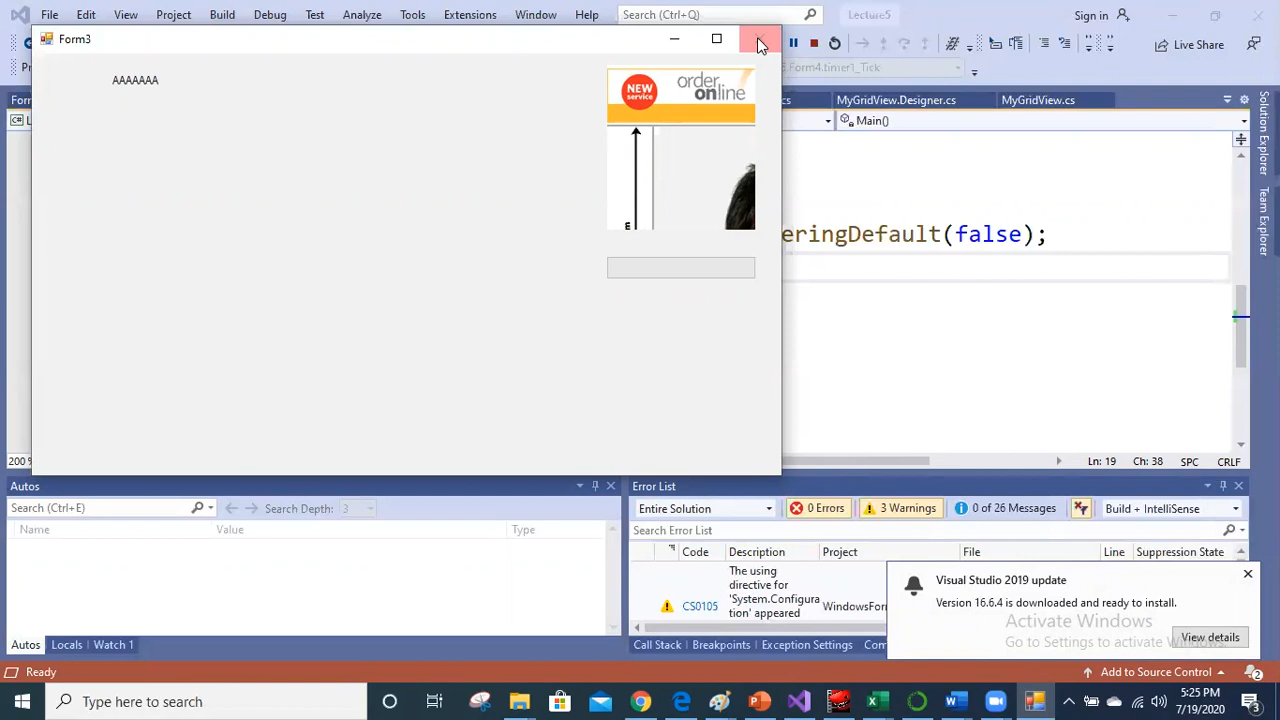 File Edit View Project Build Debug Test Analyze Tools Extensions Window Help Search (Ctrl+Q) Lecture5 Sign in
Form3
Live Share
.Form4.timer1_Tick
AAAAAAA
NEW service
order online
MyGridView.Designer.cs MyGridView.cs
Main()
eringDefault(false);
Solution Explorer
Team Explorer
200 %
Ln: 19 Ch: 38 SPC CRLF
Autos
Search (Ctrl+E) Search Depth: 3
Name Value Type
Autos Locals Watch 1
Error List
Entire Solution 0 Errors 3 Warnings 0 of 26 Messages Build + IntelliSense
Search Error List
Code Description Project File Line Suppression State
The using
directive for
'System.Configura
CS0105 tion' appeared WindowsForn
Call Stack Breakpoints Exception Settings Com
Visual Studio 2019 update
Version 16.6.4 is downloaded and ready to install.
View details
Activate Windows
Go to Settings to activate Windows.
Ready
Add to Source Control
2
Type here to search
5:25 PM
7/19/2020
3